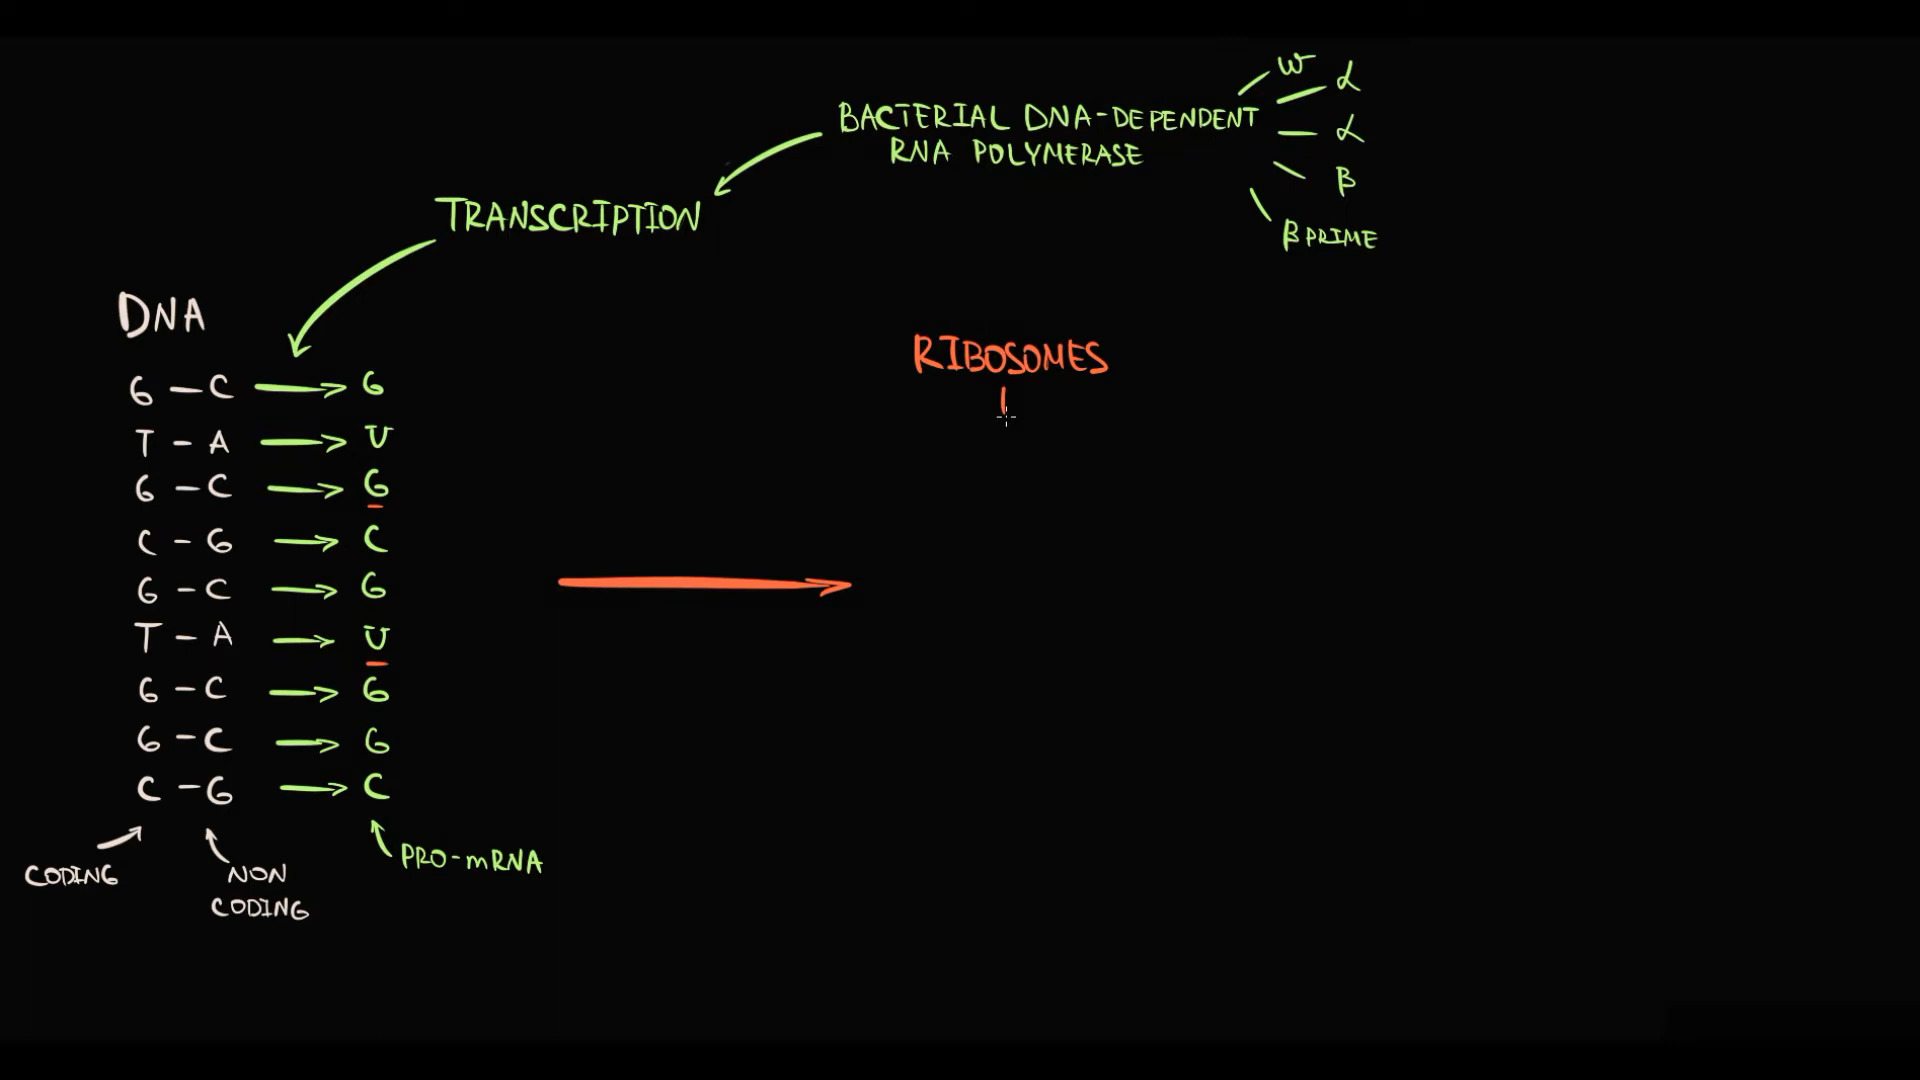 W
α
BACTERIAL DNA-DEPENDENT
RNA POLYMERASE
α
β
β PRIME
TRANSCRIPTION
DNA
RIBOSOMES
G - C → G
T - A → U
G - C → G
C - G → C
G - C → G
T - A → U
G - C → G
G - C → G
C - G → C
CODING
NON
CODING
PRO-mRNA